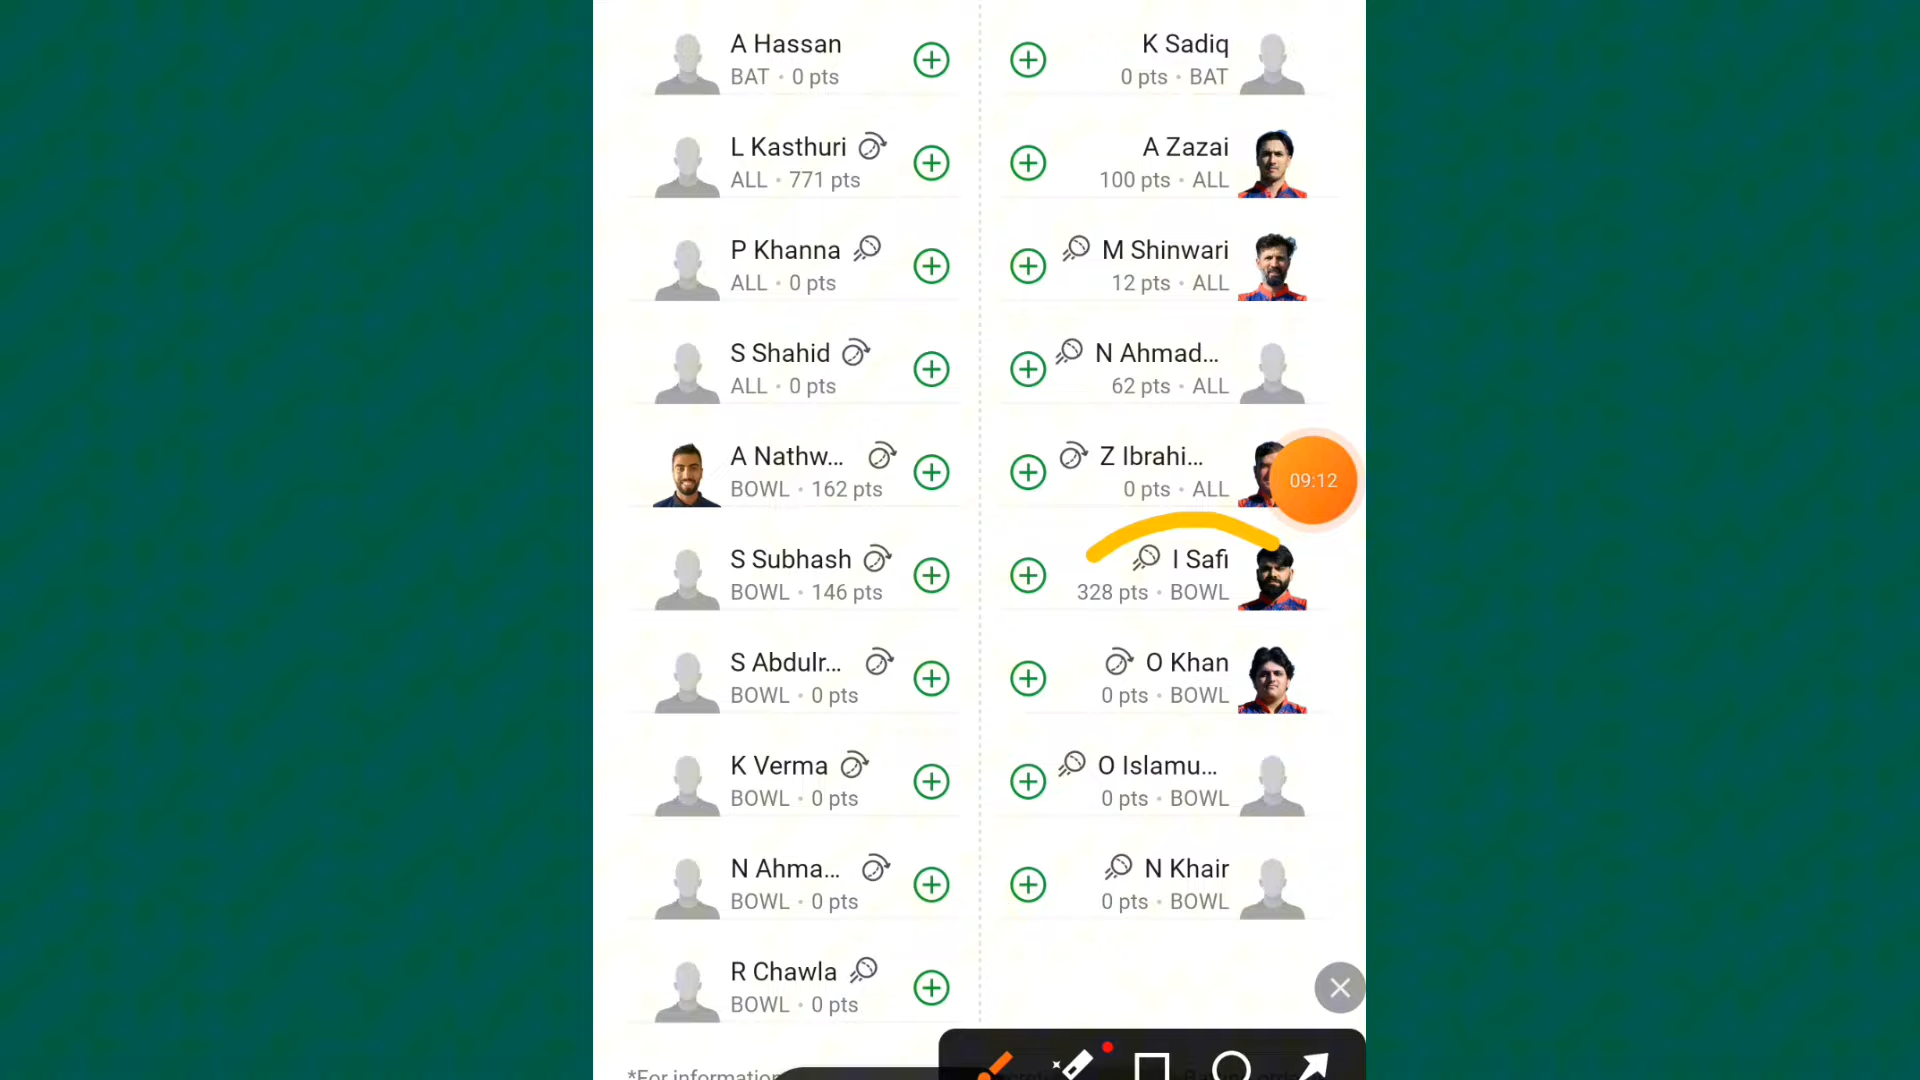 A Hassan
BAT • 0 pts
K Sadiq
0 pts • BAT
L Kasthuri
ALL • 771 pts
A Zazai
100 pts • ALL
P Khanna
ALL • 0 pts
M Shinwari
12 pts • ALL
S Shahid
ALL • 0 pts
N Ahmad...
62 pts • ALL
A Nathw...
BOWL • 162 pts
Z Ibrahi...
0 pts • ALL
09:12
S Subhash
BOWL • 146 pts
I Safi
328 pts • BOWL
S Abdulr...
BOWL • 0 pts
O Khan
0 pts • BOWL
K Verma
BOWL • 0 pts
O Islamu...
0 pts • BOWL
N Ahma...
BOWL • 0 pts
N Khair
0 pts • BOWL
R Chawla
BOWL • 0 pts
*For information